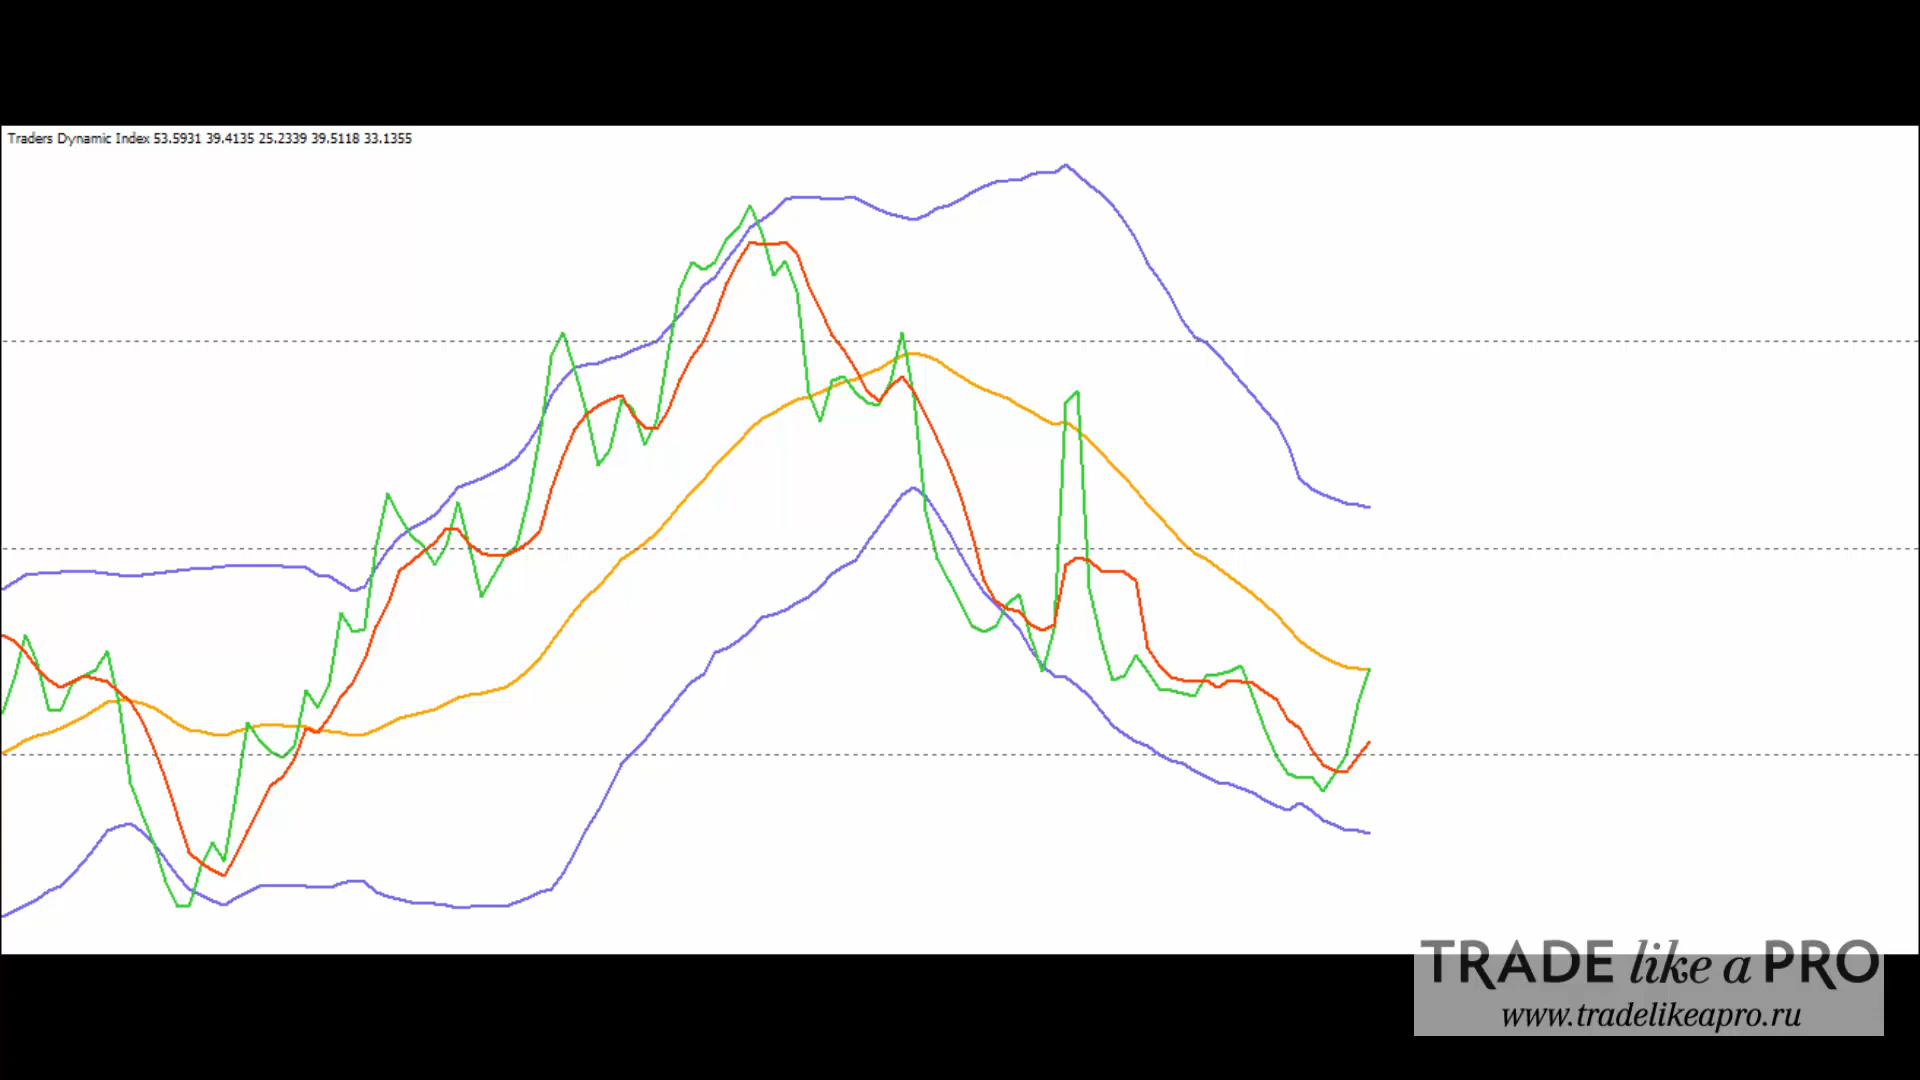 Traders Dynamic Index 53.5931 39.4135 25.2339 39.5118 33.1355
TRADE like a PRO
www.tradelikeapro.ru